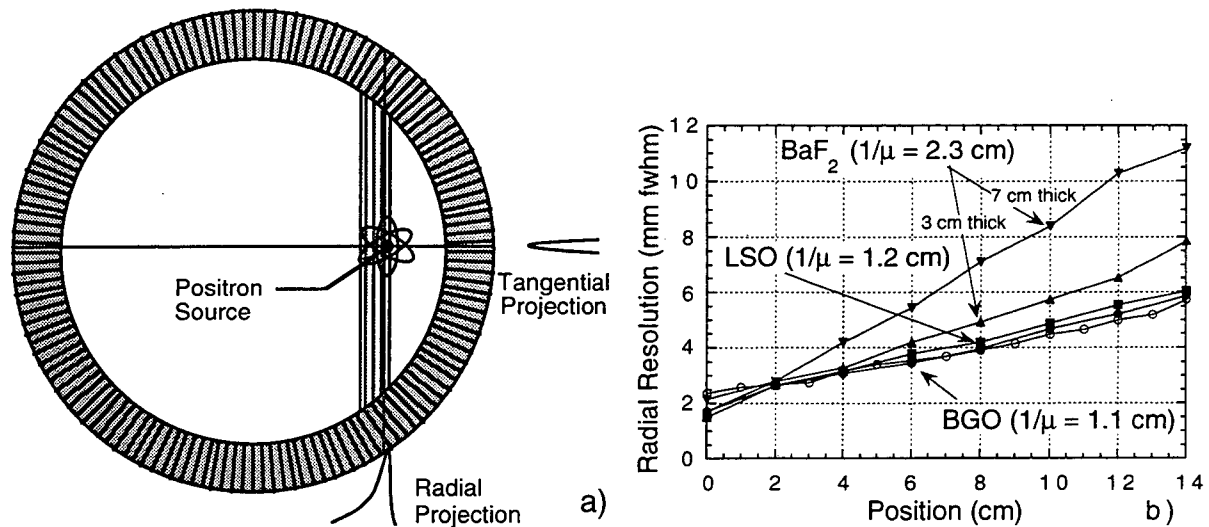 Positron
Source
Tangential
Projection
Radial
Projection
a)
Radial Resolution (mm fwhm)
12
10
8
6
4
2
0
BaF2 (1/μ = 2.3 cm)
7 cm thick
3 cm thick
LSO (1/μ = 1.2 cm)
BGO (1/μ = 1.1 cm)
0 2 4 6 8 10 12 14
Position (cm)
b)